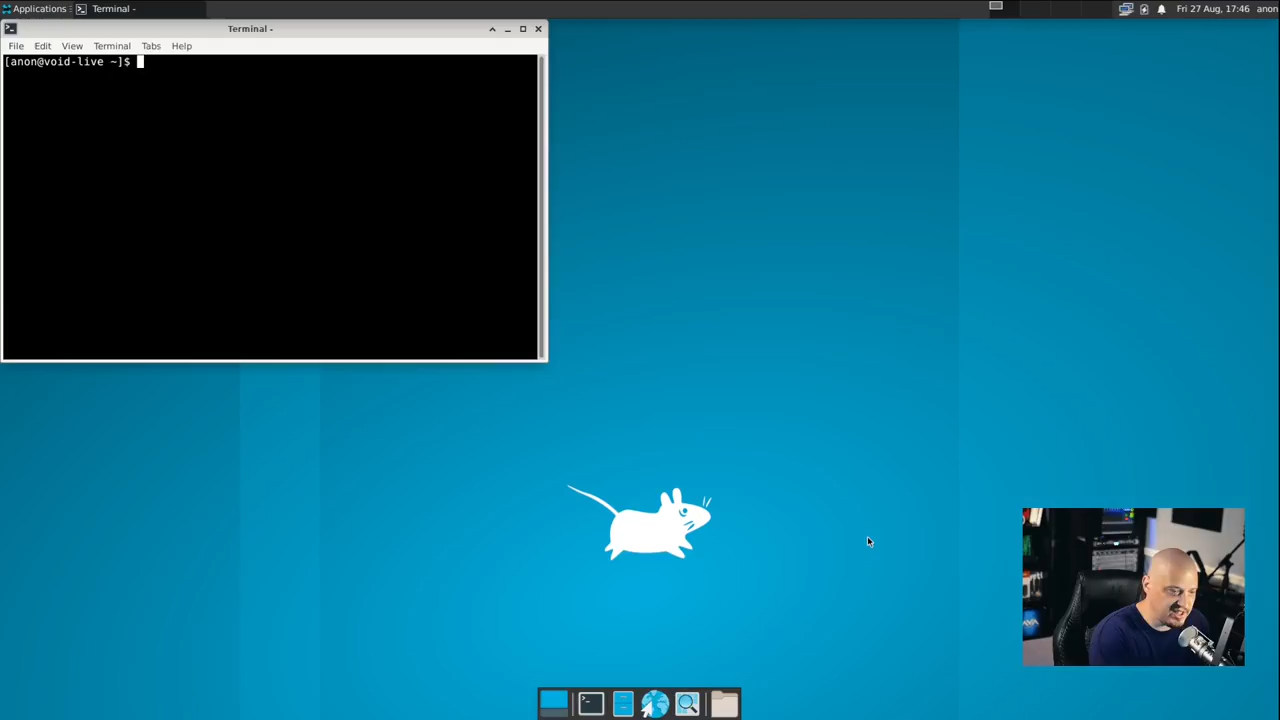 Applications
Terminal -
Fri 27 Aug, 17:46
anon
Terminal -
File Edit View Terminal Tabs Help
[anon@void-live ~]$